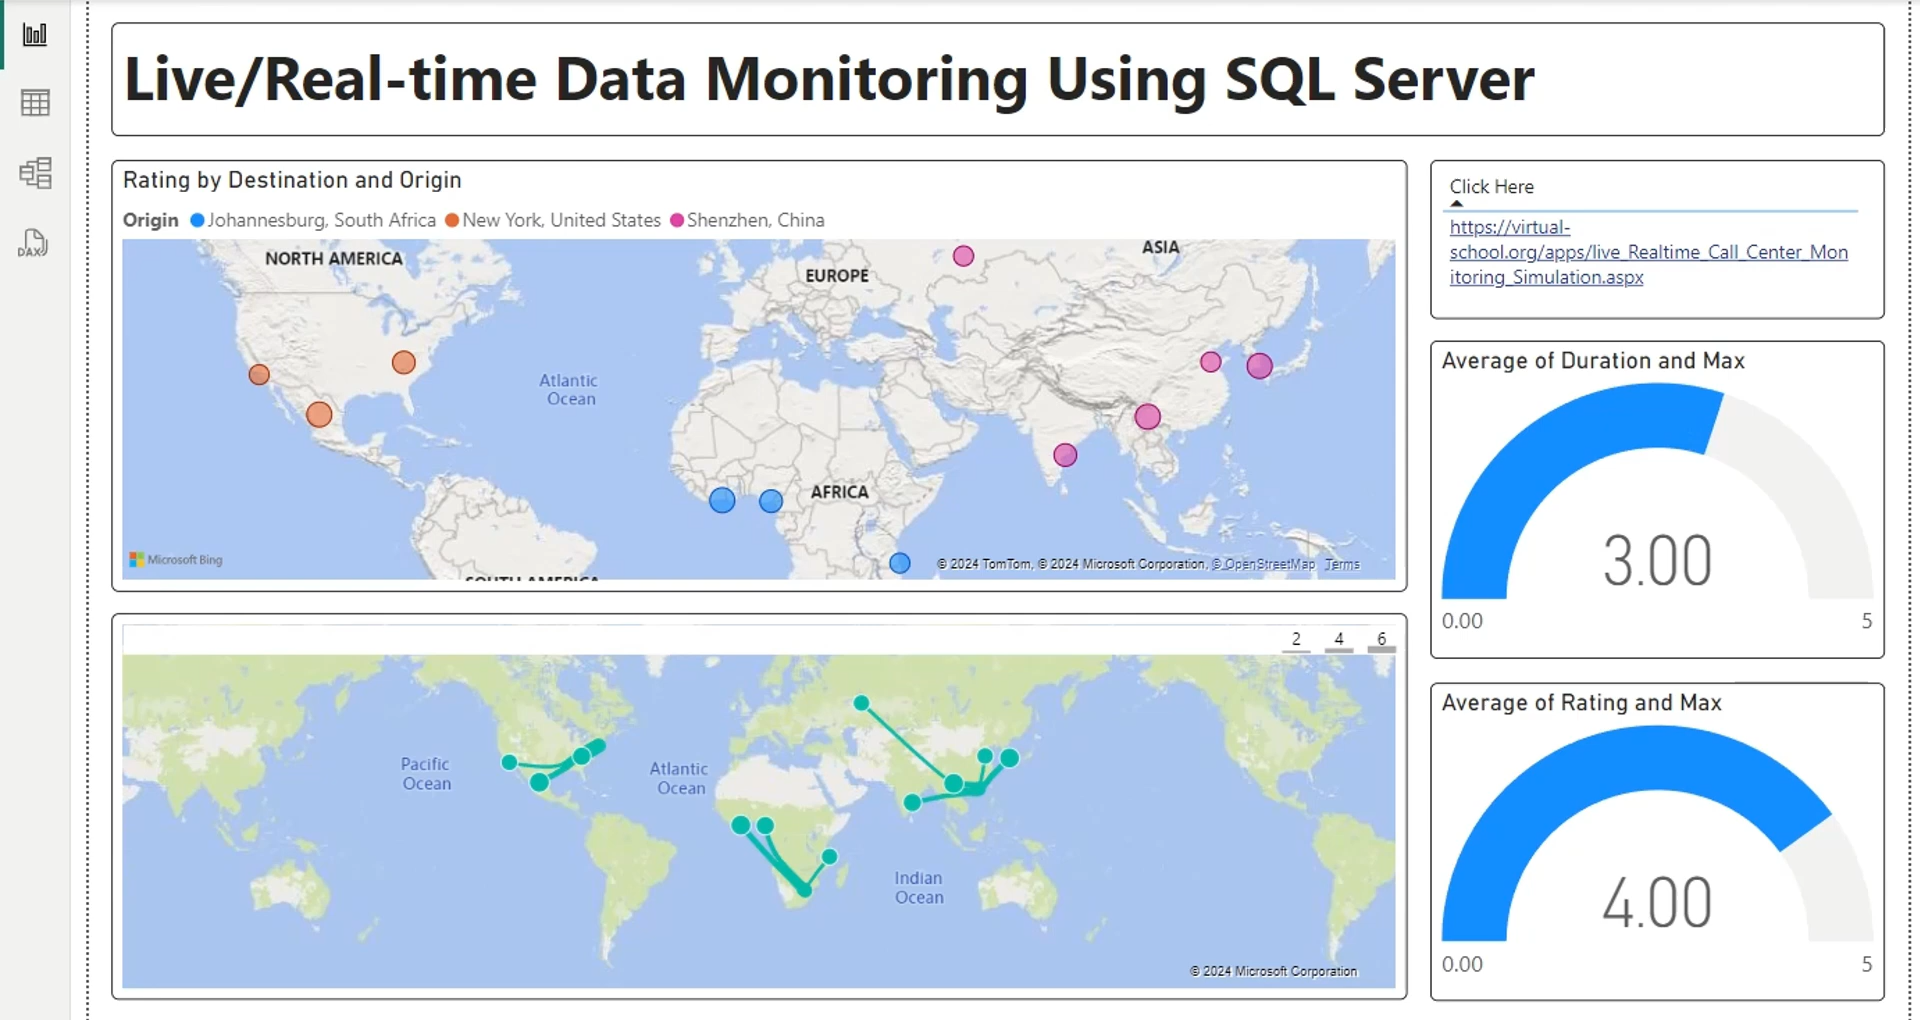 Live/Real-time Data Monitoring Using SQL Server
Rating by Destination and Origin
Origin Johannesburg, South Africa New York, United States Shenzhen, China
NORTH AMERICA
EUROPE
ASIA
Atlantic
Ocean
AFRICA
SOUTH AMERICA
Microsoft Bing
© 2024 TomTom, © 2024 Microsoft Corporation, © OpenStreetMap Terms
Click Here
https://virtual-
school.org/apps/live_Realtime_Call_Center_Mon
itoring_Simulation.aspx
Average of Duration and Max
3.00
0.00 5
2 4 6
Pacific
Ocean
Atlantic
Ocean
Indian
Ocean
© 2024 Microsoft Corporation
Average of Rating and Max
4.00
0.00 5
DAX